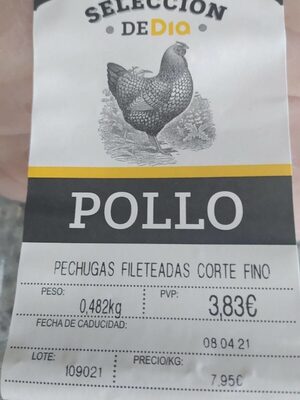 SELECCIÓN
DE Dia
POLLO
PECHUGAS FILETEADAS CORTE FINO
PESO: PVP:
0,482kg 3,83€
FECHA DE CADUCIDAD:
08 04 21
LOTE: PRECIO/KG:
109021 7,95€